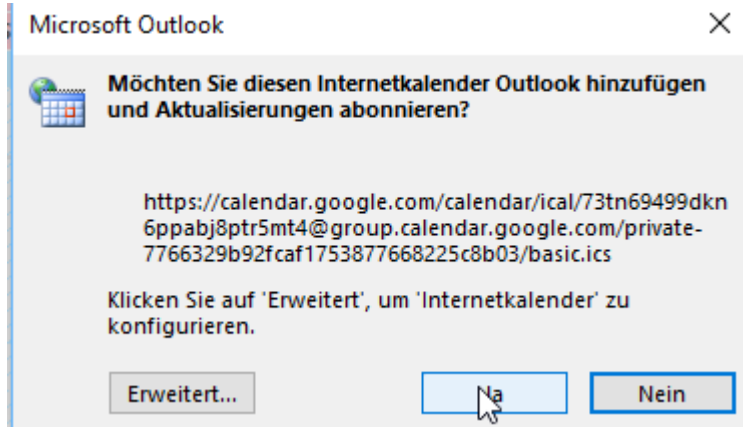 Microsoft Outlook
Möchten Sie diesen Internetkalender Outlook hinzufügen
und Aktualisierungen abonnieren?
https://calendar.google.com/calendar/ical/73tn69499dkn
6ppabj8ptr5mt4@group.calendar.google.com/private-
7766329b92fcaf1753877668225c8b03/basic.ics
Klicken Sie auf 'Erweitert', um 'Internetkalender' zu
konfigurieren.
Erweitert... Ja Nein